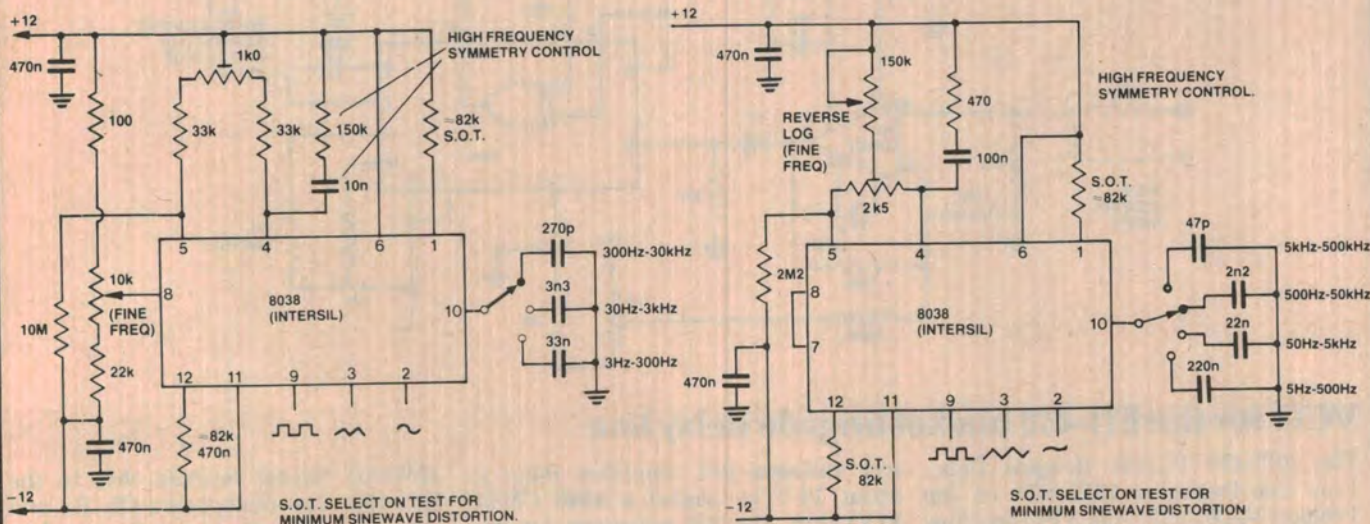 +12
470n
100
1k0
HIGH FREQUENCY
SYMMETRY CONTROL
33k
33k
150k
10n
≈82k
S.O.T.
5
4
6
1
10k
8
(FINE
FREQ)
8038
(INTERSIL)
10
270p
300Hz-30kHz
3n3
30Hz-3kHz
33n
3Hz-300Hz
10M
22k
12
11
9
3
2
≈82k
470n
470n
-12
S.O.T. SELECT ON TEST FOR
MINIMUM SINEWAVE DISTORTION.
+12
470n
150k
REVERSE
LOG
(FINE
FREQ)
470
100n
HIGH FREQUENCY
SYMMETRY CONTROL.
2k5
S.O.T.
≈82k
5
4
6
1
2M2
8
7
8038
(INTERSIL)
10
47p
5kHz-500kHz
2n2
500Hz-50kHz
22n
50Hz-5kHz
220n
5Hz-500Hz
470n
12
11
9
3
2
S.O.T.
82k
-12
S.O.T. SELECT ON TEST FOR
MINIMUM SINEWAVE DISTORTION